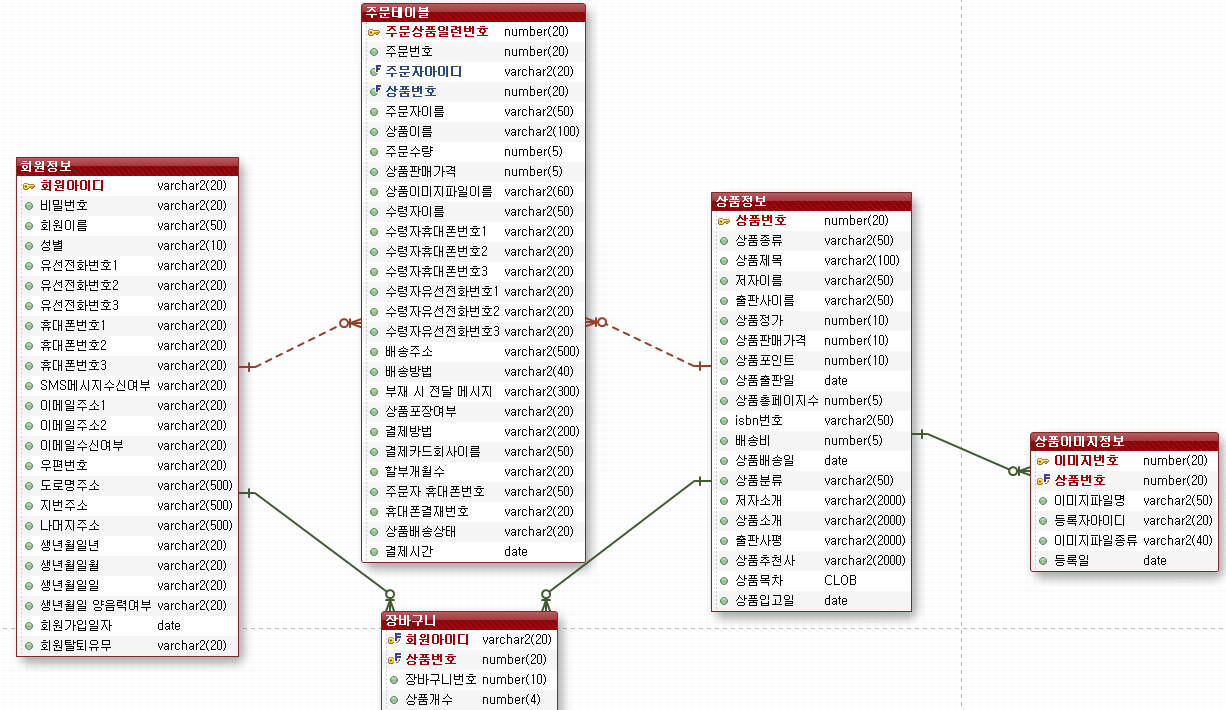 주문테이블
주문상품일련번호 number(20)
주문번호 number(20)
주문자아이디 varchar2(20)
상품번호 number(20)
주문자이름 varchar2(50)
상품이름 varchar2(100)
주문수량 number(5)
상품판매가격 number(5)
상품이미지파일이름 varchar2(60)
수령자이름 varchar2(50)
수령자휴대폰번호1 varchar2(20)
수령자휴대폰번호2 varchar2(20)
수령자휴대폰번호3 varchar2(20)
수령자유선전화번호1 varchar2(20)
수령자유선전화번호2 varchar2(20)
수령자유선전화번호3 varchar2(20)
배송주소 varchar2(500)
배송방법 varchar2(40)
부재 시 전달 메시지 varchar2(300)
상품포장여부 varchar2(20)
결제방법 varchar2(200)
결제카드회사이름 varchar2(50)
할부개월수 varchar2(20)
주문자 휴대폰번호 varchar2(50)
휴대폰결재번호 varchar2(20)
상품배송상태 varchar2(20)
결제시간 date
회원정보
회원아이디 varchar2(20)
비밀번호 varchar2(20)
회원이름 varchar2(50)
성별 varchar2(10)
유선전화번호1 varchar2(20)
유선전화번호2 varchar2(20)
유선전화번호3 varchar2(20)
휴대폰번호1 varchar2(20)
휴대폰번호2 varchar2(20)
휴대폰번호3 varchar2(20)
SMS메시지수신여부 varchar2(20)
이메일주소1 varchar2(20)
이메일주소2 varchar2(20)
이메일수신여부 varchar2(20)
우편번호 varchar2(20)
도로명주소 varchar2(500)
지번주소 varchar2(500)
나머지주소 varchar2(500)
생년월일년 varchar2(20)
생년월일월 varchar2(20)
생년월일일 varchar2(20)
생년월일 양음력여부 varchar2(20)
회원가입일자 date
회원탈퇴유무 varchar2(20)
상품정보
상품번호 number(20)
상품종류 varchar2(50)
상품제목 varchar2(100)
저자이름 varchar2(50)
출판사이름 varchar2(50)
상품정가 number(10)
상품판매가격 number(10)
상품포인트 number(10)
상품출판일 date
상품총페이지수 number(5)
isbn번호 varchar2(50)
배송비 number(5)
상품배송일 date
상품분류 varchar2(50)
저자소개 varchar2(2000)
상품소개 varchar2(2000)
출판사평 varchar2(2000)
상품추천사 varchar2(2000)
상품목차 CLOB
상품입고일 date
상품이미지정보
이미지번호 number(20)
상품번호 number(20)
이미지파일명 varchar2(50)
등록자아이디 varchar2(20)
이미지파일종류 varchar2(40)
등록일 date
장바구니
회원아이디 varchar2(20)
상품번호 number(20)
장바구니번호 number(10)
상품개수 number(4)